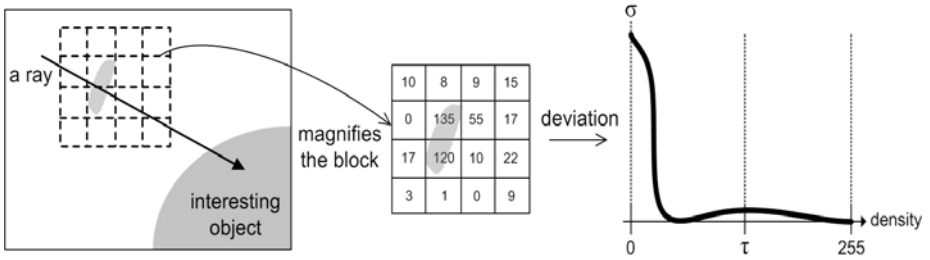 a ray
interesting
object
magnifies
the block
10 8 9 15
0 135 55 17
17 120 10 22
3 1 0 9
deviation
σ
density
0 τ 255